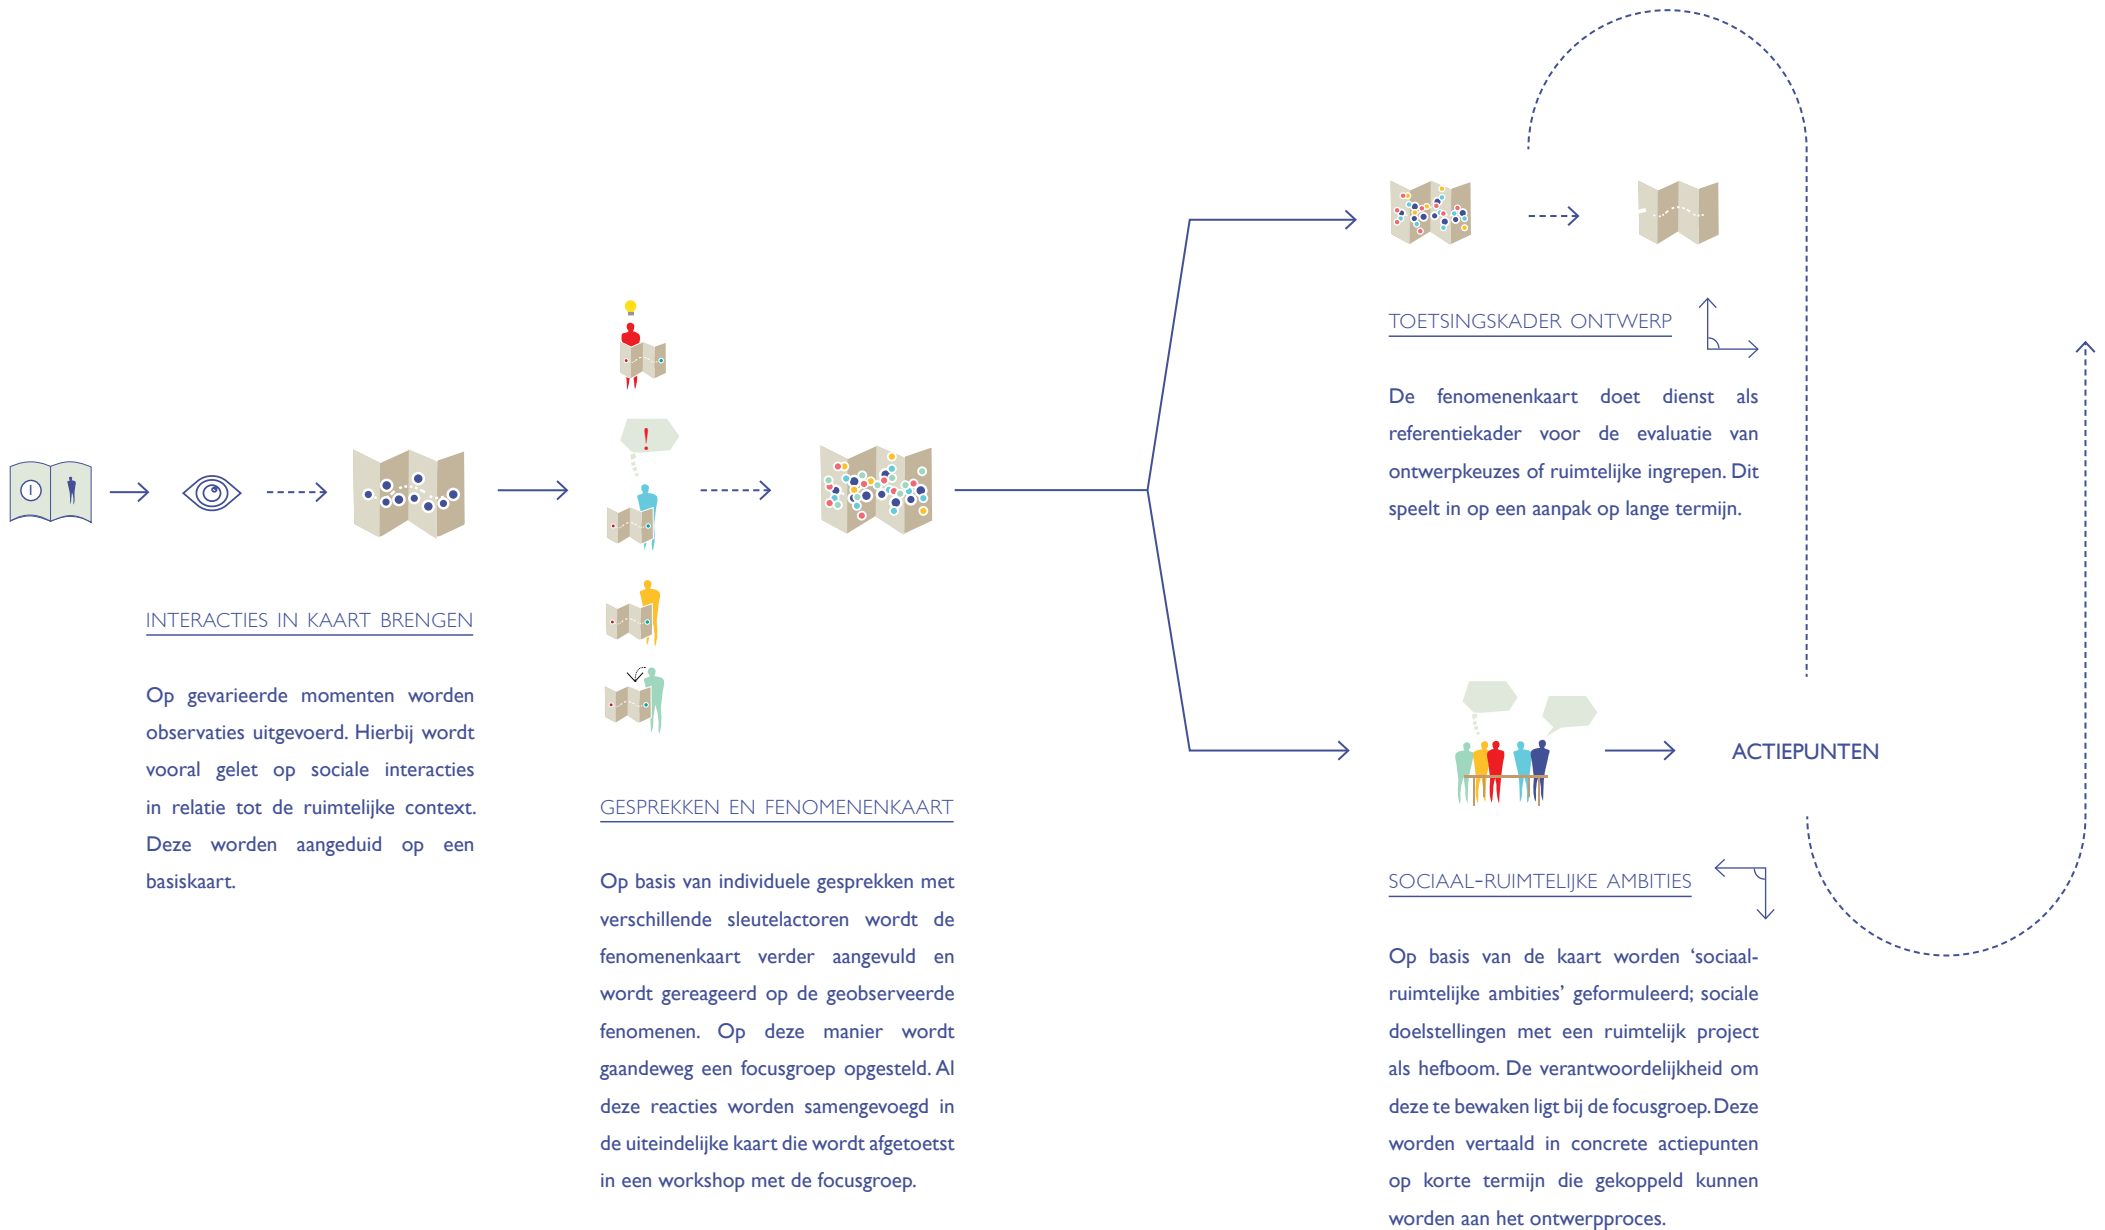 I
INTERACTIES IN KAART BRENGEN
Op gevarieerde momenten worden
observaties uitgevoerd. Hierbij wordt
vooral gelet op sociale interacties
in relatie tot de ruimtelijke context.
Deze worden aangeduid op een
basiskaart.
!
GESPREKKEN EN FENOMENENKAART
Op basis van individuele gesprekken met
verschillende sleutelactoren wordt de
fenomenenkaart verder aangevuld en
wordt gereageerd op de geobserveerde
fenomenen. Op deze manier wordt
gaandeweg een focusgroep opgesteld. Al
deze reacties worden samengevoegd in
de uiteindelijke kaart die wordt afgetoetst
in een workshop met de focusgroep.
TOETSINGSKADER ONTWERP
De fenomenenkaart doet dienst als
referentiekader voor de evaluatie van
ontwerpkeuzes of ruimtelijke ingrepen. Dit
speelt in op een aanpak op lange termijn.
ACTIEPUNTEN
SOCIAAL-RUIMTELIJKE AMBITIES
Op basis van de kaart worden ‘sociaal-
ruimtelijke ambities’ geformuleerd; sociale
doelstellingen met een ruimtelijk project
als hefboom. De verantwoordelijkheid om
deze te bewaken ligt bij de focusgroep. Deze
worden vertaald in concrete actiepunten
op korte termijn die gekoppeld kunnen
worden aan het ontwerpproces.